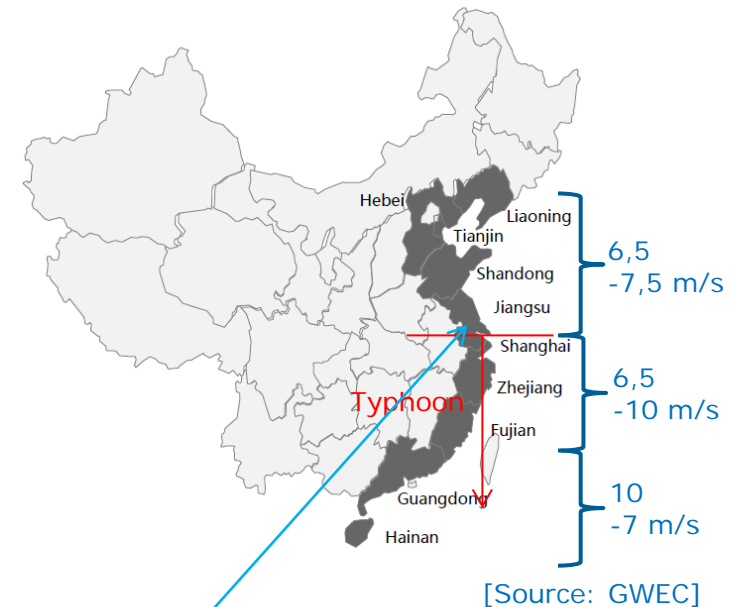 Hebei
Liaoning
Tianjin
Shandong
Jiangsu
Shanghai
Zhejiang
Typhoon
Fujian
Guangdong
Hainan
6,5
-7,5 m/s
6,5
-10 m/s
10
-7 m/s
[Source: GWEC]